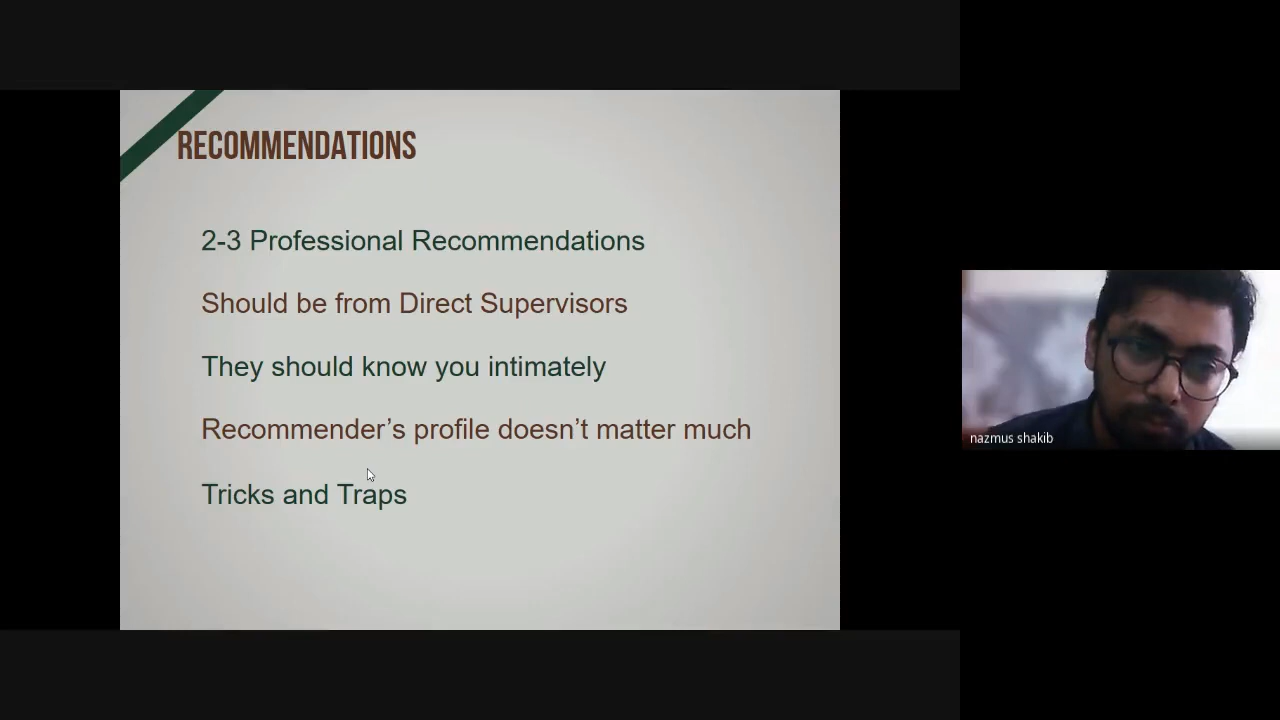 RECOMMENDATIONS
2-3 Professional Recommendations
Should be from Direct Supervisors
They should know you intimately
Recommender’s profile doesn’t matter much
Tricks and Traps
nazmus shakib